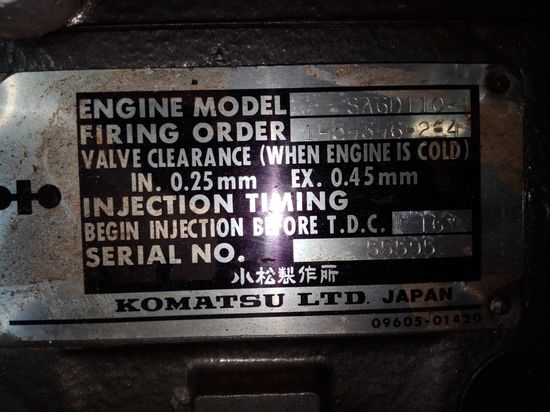 ENGINE MODEL SA6D110-1
FIRING ORDER 1-5-3-6-2-4
VALVE CLEARANCE (WHEN ENGINE IS COLD)
IN. 0.25mm EX. 0.45mm
INJECTION TIMING
BEGIN INJECTION BEFORE T.D.C.
SERIAL NO. 55595
小松製作所
KOMATSU LTD. JAPAN
09605-01420